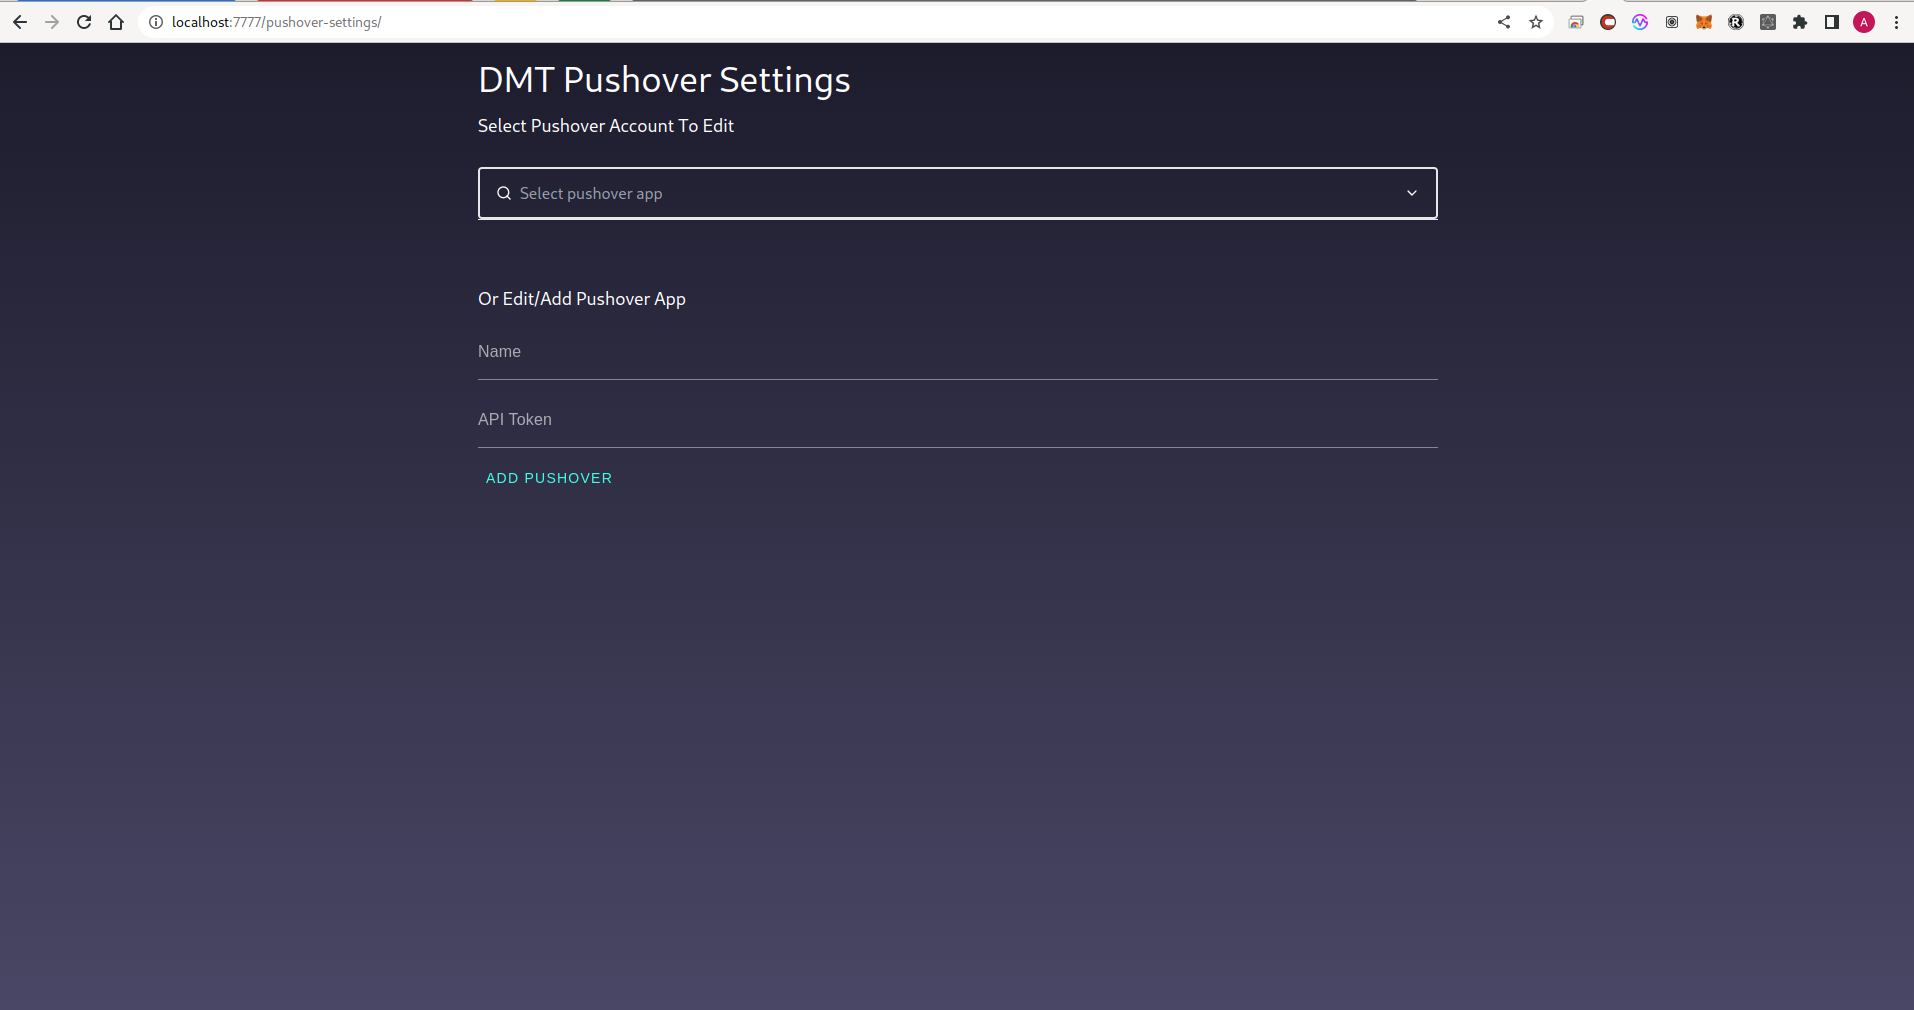 localhost:7777/pushover-settings/
A
DMT Pushover Settings
Select Pushover Account To Edit
Select pushover app
Or Edit/Add Pushover App
Name
API Token
ADD PUSHOVER